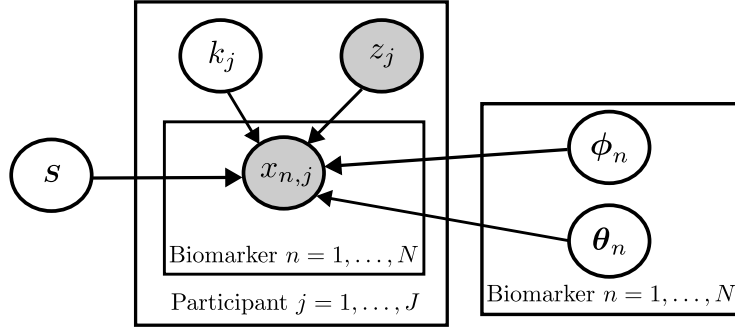 k_j
z_j
s
x_{n,j}
ϕ_n
θ_n
Biomarker n = 1, . . . , N
Participant j = 1, . . . , J
Biomarker n = 1, . . . , N